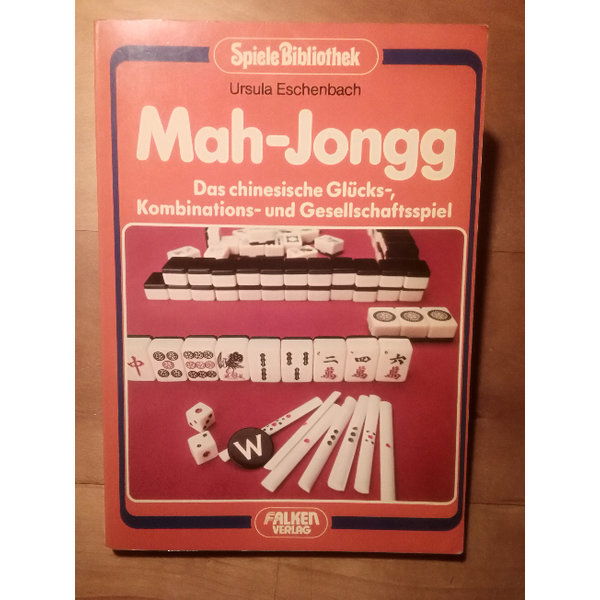 Spiele Bibliothek
Ursula Eschenbach
Mah-Jongg
Das chinesische Glücks-,
Kombinations- und Gesellschaftsspiel
中 二 四 六
萬 萬 萬
W
FALKEN
VERLAG